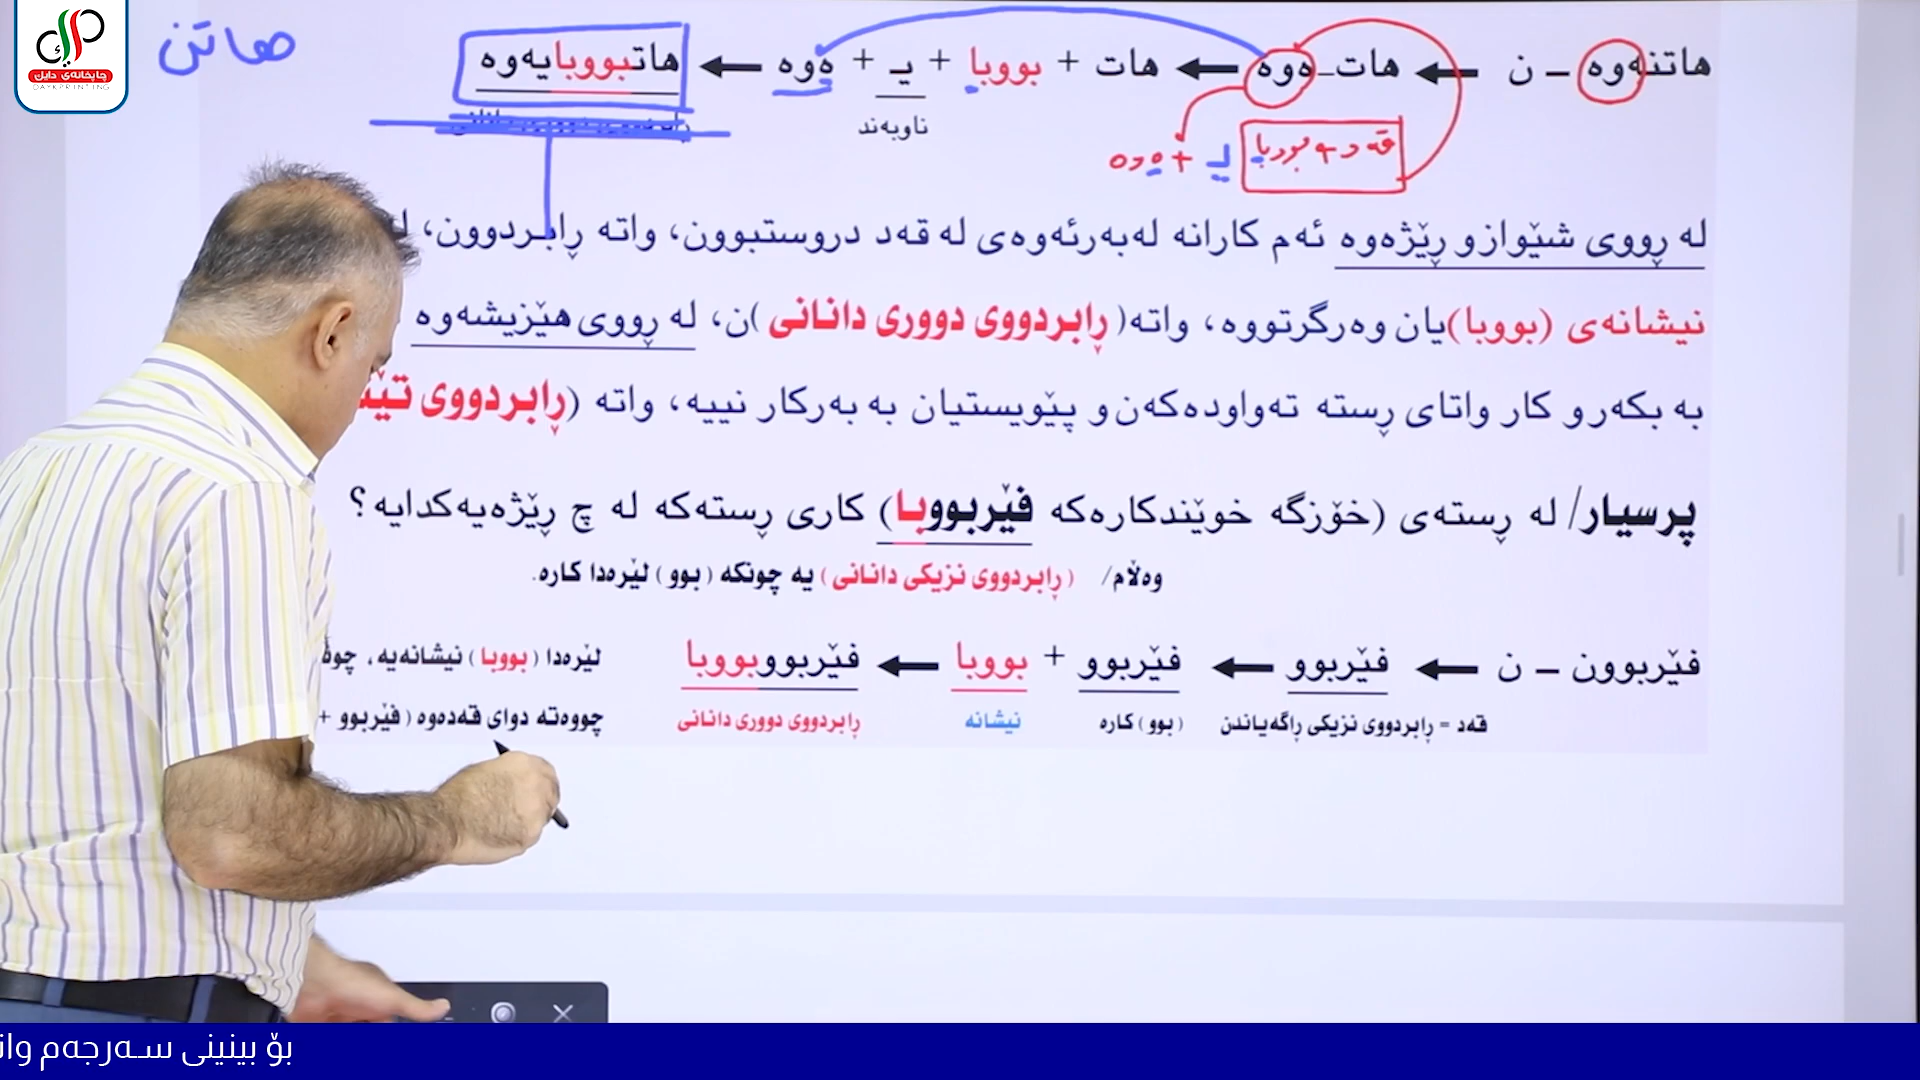 چاپخانەی دایک
DAYKPRINTING
هاتن
هاتنەوە – ن ← هات ـەوە ← هات + بووبا + یـ + ەوە ← هاتبووبایەوە
ناوبەند
قەد + بووبا یـ + ەوە
لە ڕووی شێوازو ڕێژەوە ئەم کارانە لەبەرئەوەی لە قەد دروستبوون، واتە ڕابردوون،
نیشانەی (بووبا)یان وەرگرتووە، واتە( ڕابردووی دووری دانانی )ن، لە ڕووی هێزیشەوە
بە بکەرو کار واتای ڕستە تەواودەکەن و پێویستیان بە بەرکار نییە، واتە (ڕابردووی
پرسیار/ لە ڕستەی (خۆزگە خوێندکارەکە فێربووبا) کاری ڕستەکە لە چ ڕێژەیەکدایە؟
وەڵام/ ( ڕابردووی نزیکی دانانی ) یە چونکە ( بوو ) لێرەدا کارە.
فێربوون – ن ← فێربوو ← فێربوو + بووبا ← فێربووبووبا لێرەدا ( بووبا ) نیشانەیە،
قەد = ڕابردووی نزیکی ڕاگەیاندن ( بوو ) کارە نیشانە ڕابردووی دووری دانانی چووەتە دوای قەدەوە ( فێربوو +
بۆ بینینی سەرجەم